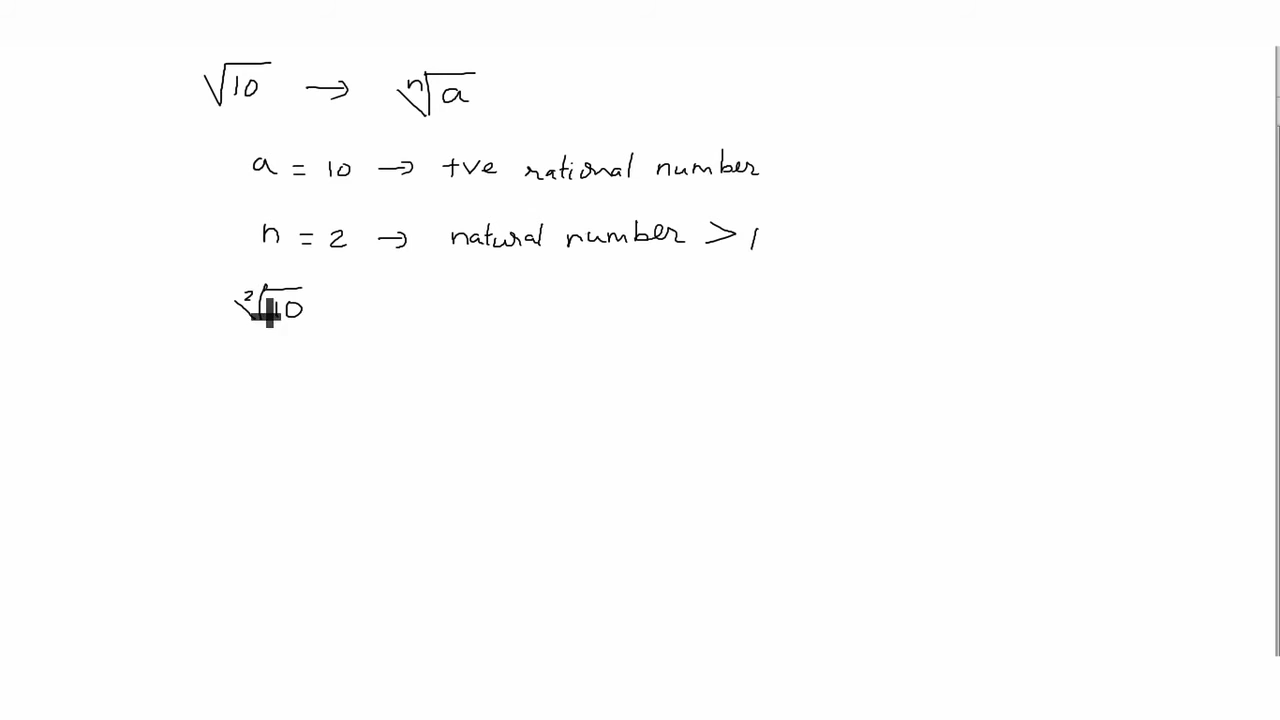 √10 → ⁿ√a
a = 10 → +ve rational number
n = 2 → natural number > 1
²√10